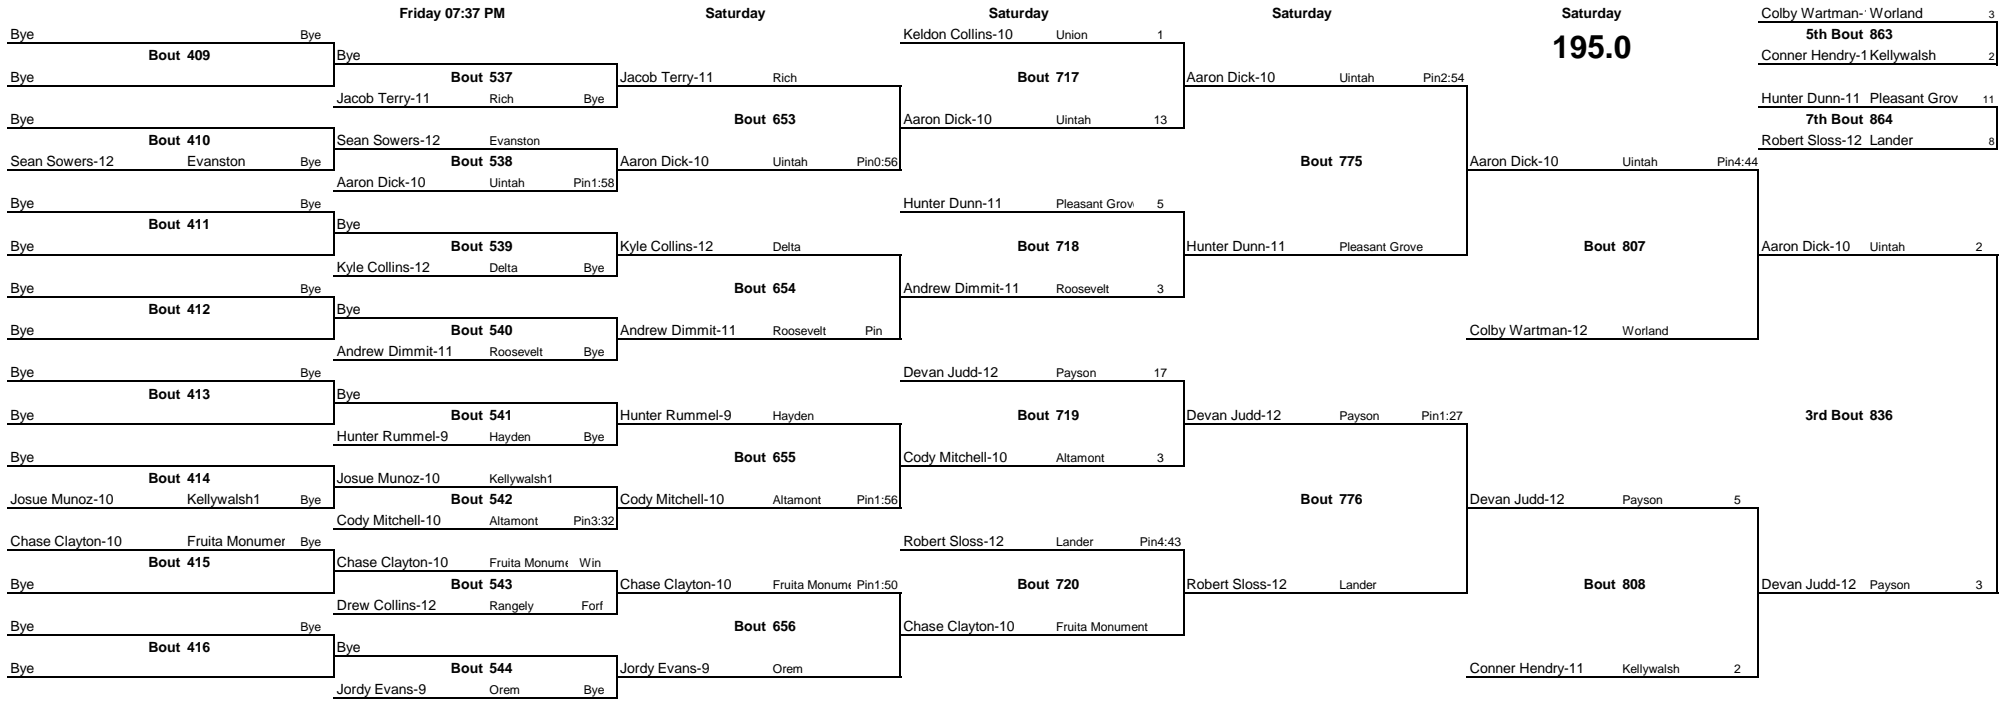 Friday 07:37 PM
Saturday
Saturday
Saturday
Saturday
195.0
Bye Bye
Bout 409
Bye
Bye
Bout 410
Sean Sowers-12 Evanston Bye
Bye Bye
Bout 411
Bye
Bye Bye
Bout 412
Bye
Bye Bye
Bout 413
Bye
Bye
Bout 414
Josue Munoz-10 Kellywalsh1 Bye
Chase Clayton-10 Fruita Monumer Bye
Bout 415
Bye
Bye Bye
Bout 416
Bye
Bye
Bout 537
Jacob Terry-11 Rich Bye
Sean Sowers-12 Evanston
Bout 538
Aaron Dick-10 Uintah Pin1:58
Bye
Bout 539
Kyle Collins-12 Delta Bye
Bye
Bout 540
Andrew Dimmit-11 Roosevelt Bye
Bye
Bout 541
Hunter Rummel-9 Hayden Bye
Josue Munoz-10 Kellywalsh1
Bout 542
Cody Mitchell-10 Altamont Pin3:32
Chase Clayton-10 Fruita Monume Win
Bout 543
Drew Collins-12 Rangely Forf
Bye
Bout 544
Jordy Evans-9 Orem Bye
Jacob Terry-11 Rich
Bout 653
Aaron Dick-10 Uintah Pin0:56
Kyle Collins-12 Delta
Bout 654
Andrew Dimmit-11 Roosevelt Pin
Hunter Rummel-9 Hayden
Bout 655
Cody Mitchell-10 Altamont Pin1:56
Chase Clayton-10 Fruita Monume Pin1:50
Bout 656
Jordy Evans-9 Orem
Keldon Collins-10 Union 1
Bout 717
Aaron Dick-10 Uintah 13
Hunter Dunn-11 Pleasant Grov 5
Bout 718
Andrew Dimmit-11 Roosevelt 3
Devan Judd-12 Payson 17
Bout 719
Cody Mitchell-10 Altamont 3
Robert Sloss-12 Lander Pin4:43
Bout 720
Chase Clayton-10 Fruita Monument
Aaron Dick-10 Uintah Pin2:54
Bout 775
Hunter Dunn-11 Pleasant Grove
Devan Judd-12 Payson Pin1:27
Bout 776
Robert Sloss-12 Lander
Aaron Dick-10 Uintah Pin4:44
Bout 807
Colby Wartman-12 Worland
Devan Judd-12 Payson 5
Bout 808
Conner Hendry-11 Kellywalsh 2
Colby Wartman- Worland 3
5th Bout 863
Conner Hendry-1 Kellywalsh 2
Hunter Dunn-11 Pleasant Grov 11
7th Bout 864
Robert Sloss-12 Lander 8
Aaron Dick-10 Uintah 2
3rd Bout 836
Devan Judd-12 Payson 3